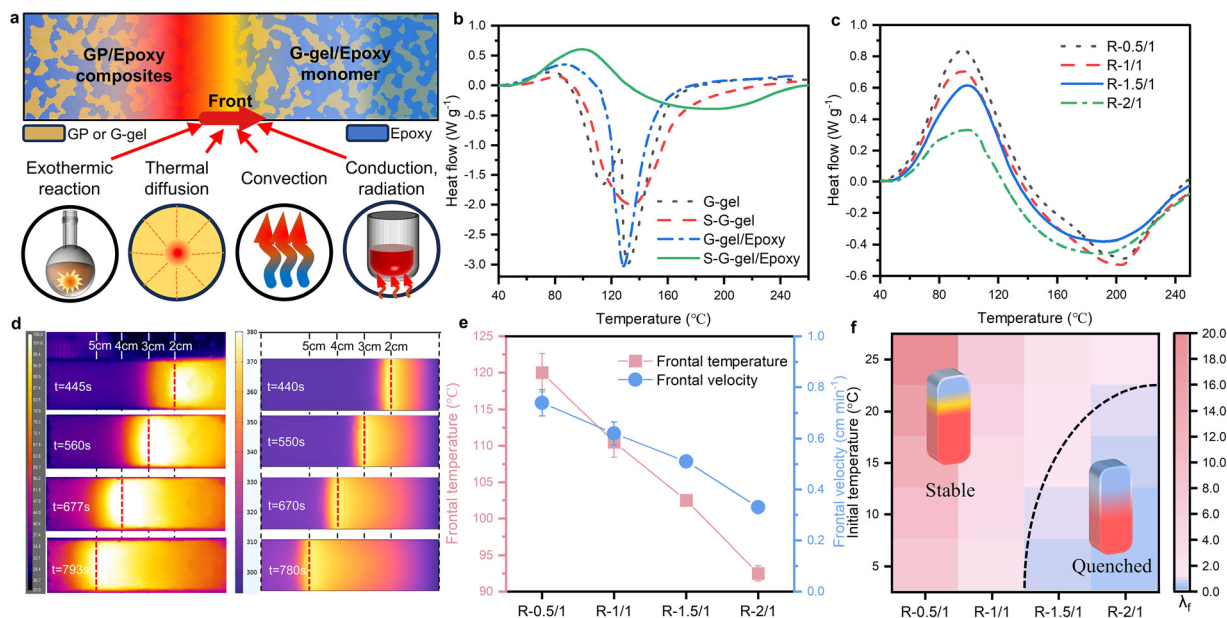 a
GP/Epoxy
composites
G-gel/Epoxy
monomer
Front
GP or G-gel
Epoxy
Exothermic
reaction
Thermal
diffusion
Convection
Conduction,
radiation
b
Heat flow (W g⁻¹)
0.5
0.0
-0.5
-1.0
-1.5
-2.0
-2.5
-3.0
G-gel
S-G-gel
G-gel/Epoxy
S-G-gel/Epoxy
40 80 120 160 200 240
Temperature (℃)
c
Heat flow (W g⁻¹)
1.0
0.8
0.6
0.4
0.2
0.0
-0.2
-0.4
-0.6
R-0.5/1
R-1/1
R-1.5/1
R-2/1
40 80 120 160 200 240
Temperature (℃)
d
5cm 4cm 3cm 2cm
t=445s
t=560s
t=677s
t=793s
380
370
360
350
340
330
320
310
300
5cm 4cm 3cm 2cm
t=440s
t=550s
t=670s
t=780s
e
Frontal temperature (℃)
125
120
115
110
105
100
95
90
Frontal temperature
Frontal velocity
1.0
0.8
0.6
0.4
0.2
0.0
Frontal velocity (cm min⁻¹)
R-0.5/1 R-1/1 R-1.5/1 R-2/1
f
Initial temperature (℃)
25
20
15
10
5
Stable
Quenched
R-0.5/1 R-1/1 R-1.5/1 R-2/1
20.0
18.0
16.0
14.0
12.0
10.0
8.0
6.0
4.0
2.0
0.0
λf